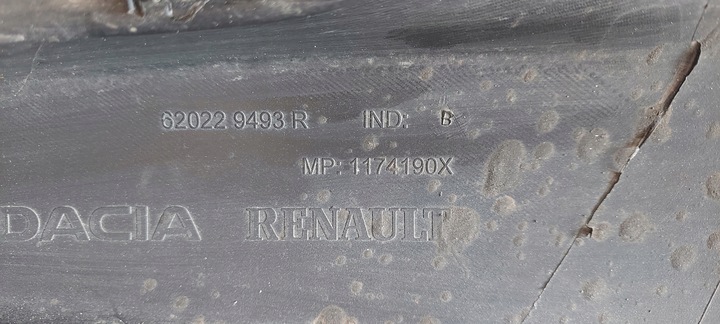 62022 9493 R IND: B
MP: 1174190X
DACIA RENAULT